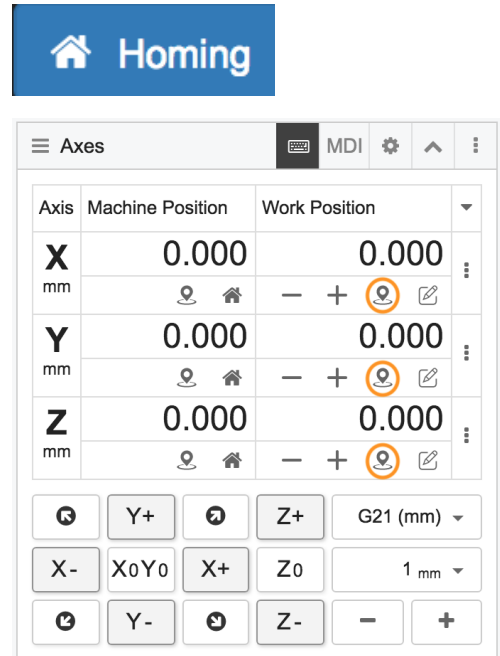 Homing
Axes MDI
Axis Machine Position Work Position
X 0.000 0.000
mm
Y 0.000 0.000
mm
Z 0.000 0.000
mm
Y+ Z+ G21 (mm)
X- X0Y0 X+ Z0 1 mm
Y- Z- − +